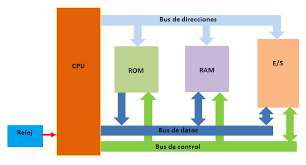 Bus de direcciones
CPU
ROM
RAM
E/S
Reloj
Bus de datos
Bus de control